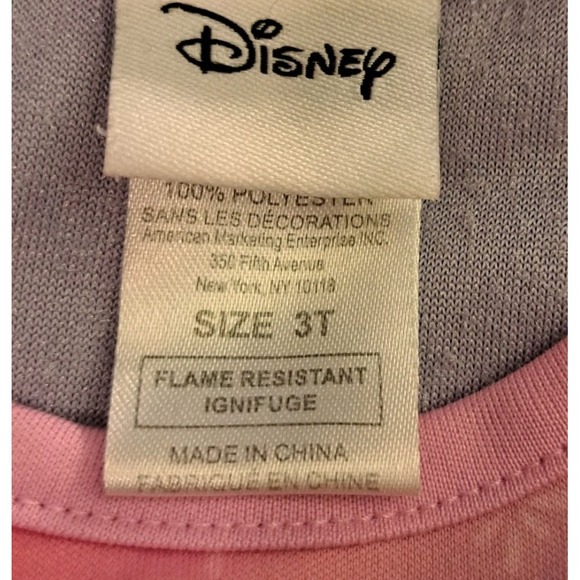 Disney
100% POLYESTER
SANS LES DÉCORATIONS
American Marketing Enterprise INC.
350 Fifth Avenue
New York, NY 10118
SIZE 3T
FLAME RESISTANT
IGNIFUGE
MADE IN CHINA
FABRIQUÉ EN CHINE